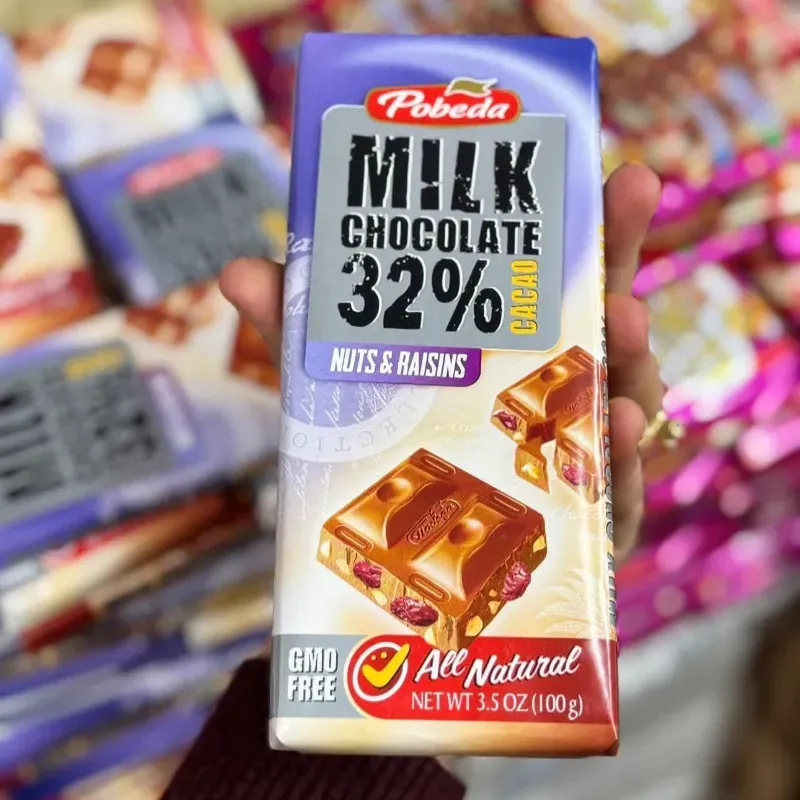 Pobeda
MILK
CHOCOLATE
32%
CACAO
NUTS & RAISINS
GMO
FREE
All Natural
NET WT 3.5 OZ (100g)